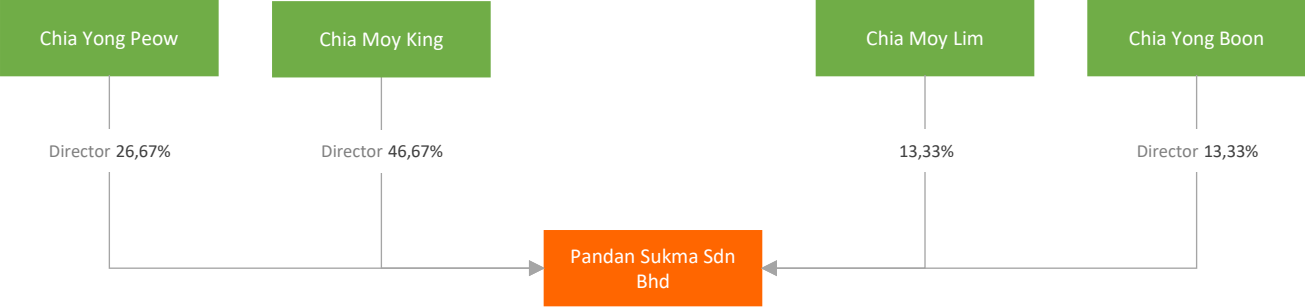 Chia Yong Peow
Chia Moy King
Chia Moy Lim
Chia Yong Boon
Director 26,67%
Director 46,67%
13,33%
Director 13,33%
Pandan Sukma Sdn
Bhd